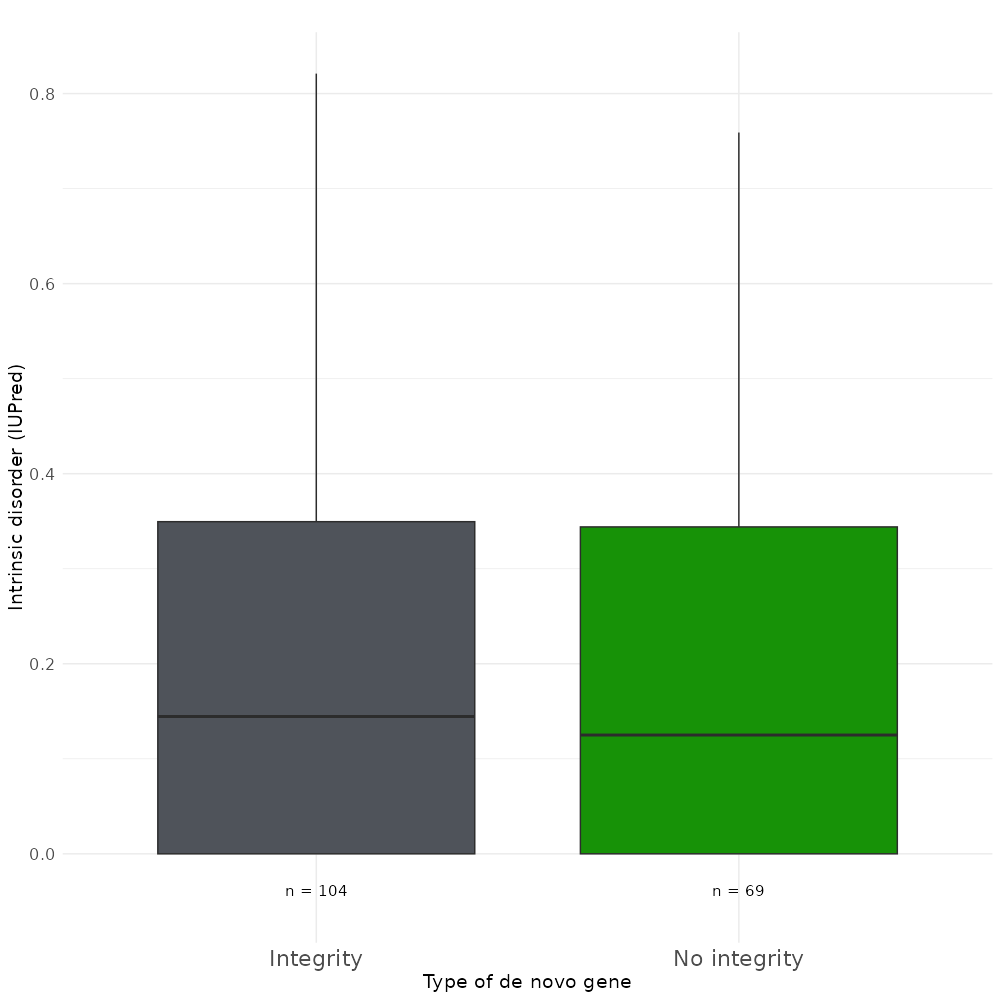 0.8
0.6
0.4
0.2
0.0
Intrinsic disorder (IUPred)
n = 104
n = 69
Integrity
No integrity
Type of de novo gene